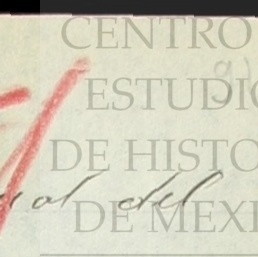 CENTRO
ESTUDIO
DE HISTO
DE MEXI
al del